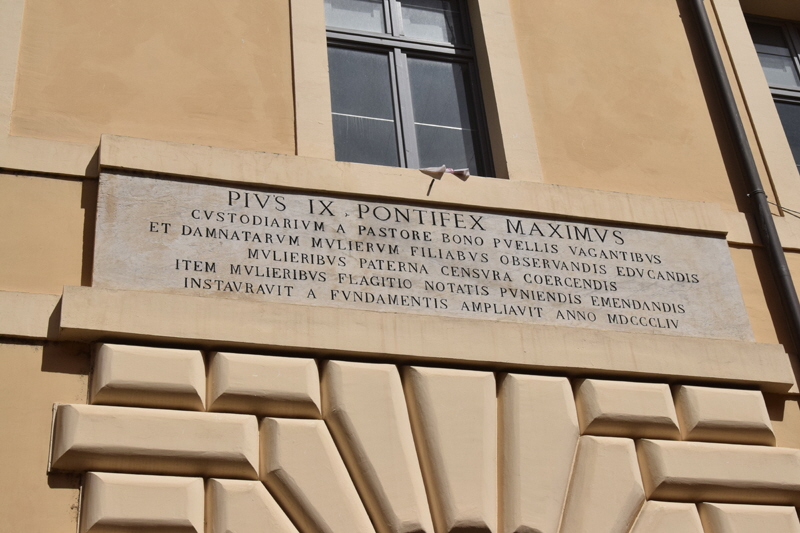 PIVS IX · PONTIFEX MAXIMVS
CVSTODIARIVM A PASTORE BONO PVELLIS VAGANTIBVS
ET DAMNATARVM MVLIERVM FILIABVS OBSERVANDIS EDVCANDIS
MVLIERIBVS PATERNA CENSVRA COERCENDIS
ITEM MVLIERIBVS FLAGITIO NOTATIS PVNIENDIS EMENDANDIS
INSTAVRAVIT A FVNDAMENTIS AMPLIAVIT ANNO MDCCCLIV